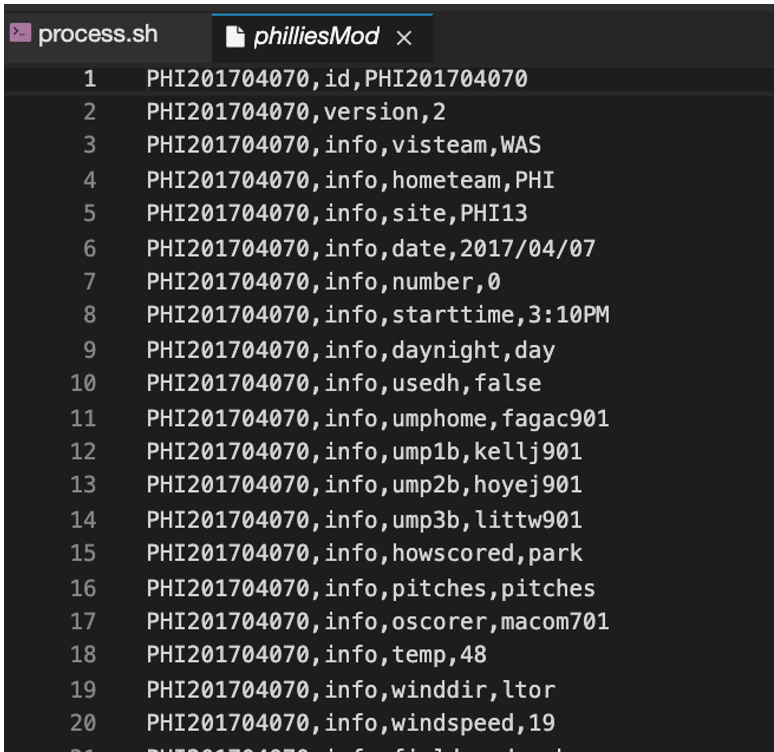 process.sh philliesMod
1 PHI201704070,id,PHI201704070
2 PHI201704070,version,2
3 PHI201704070,info,visteam,WAS
4 PHI201704070,info,hometeam,PHI
5 PHI201704070,info,site,PHI13
6 PHI201704070,info,date,2017/04/07
7 PHI201704070,info,number,0
8 PHI201704070,info,starttime,3:10PM
9 PHI201704070,info,daynight,day
10 PHI201704070,info,usedh,false
11 PHI201704070,info,umphome,fagac901
12 PHI201704070,info,ump1b,kellj901
13 PHI201704070,info,ump2b,hoyej901
14 PHI201704070,info,ump3b,littw901
15 PHI201704070,info,howscored,park
16 PHI201704070,info,pitches,pitches
17 PHI201704070,info,oscorer,macom701
18 PHI201704070,info,temp,48
19 PHI201704070,info,winddir,ltor
20 PHI201704070,info,windspeed,19